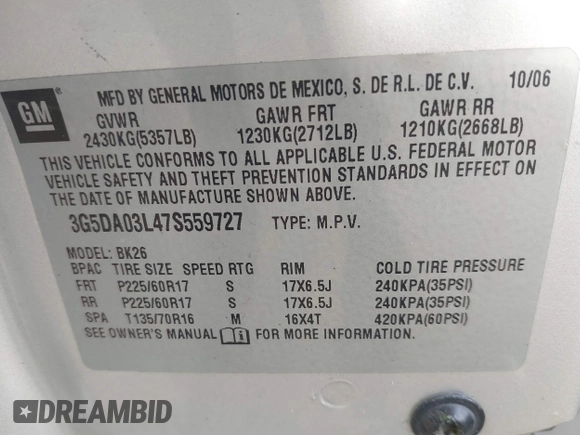 GM
MFD BY GENERAL MOTORS DE MEXICO, S. DE R.L. DE C.V. 10/06
GVWR GAWR FRT GAWR RR
2430KG(5357LB) 1230KG(2712LB) 1210KG(2668LB)
THIS VEHICLE CONFORMS TO ALL APPLICABLE U.S. FEDERAL MOTOR
VEHICLE SAFETY AND THEFT PREVENTION STANDARDS IN EFFECT ON
THE DATE OF MANUFACTURE SHOWN ABOVE.
3G5DA03L47S559727 TYPE: M.P.V.
MODEL: BK26
BPAC TIRE SIZE SPEED RTG RIM COLD TIRE PRESSURE
FRT P225/60R17 S 17X6.5J 240KPA(35PSI)
RR P225/60R17 S 17X6.5J 240KPA(35PSI)
SPA T135/70R16 M 16X4T 420KPA(60PSI)
SEE OWNER'S MANUAL FOR MORE INFORMATION.
DREAMBID